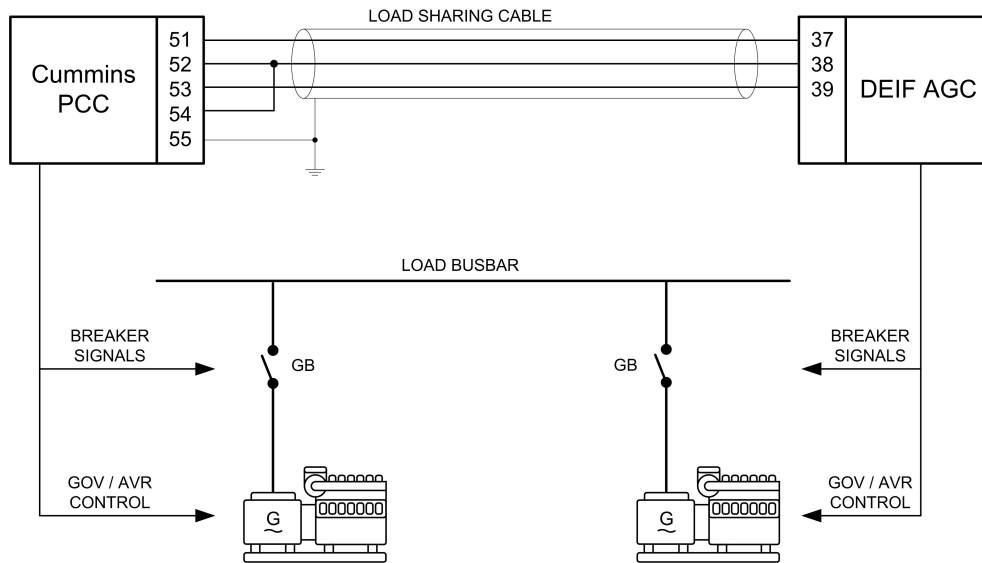 LOAD SHARING CABLE
Cummins
PCC
51
52
53
54
55
37
38
39
DEIF AGC
LOAD BUSBAR
BREAKER
SIGNALS
GB
GB
BREAKER
SIGNALS
GOV / AVR
CONTROL
G
~
G
~
GOV / AVR
CONTROL